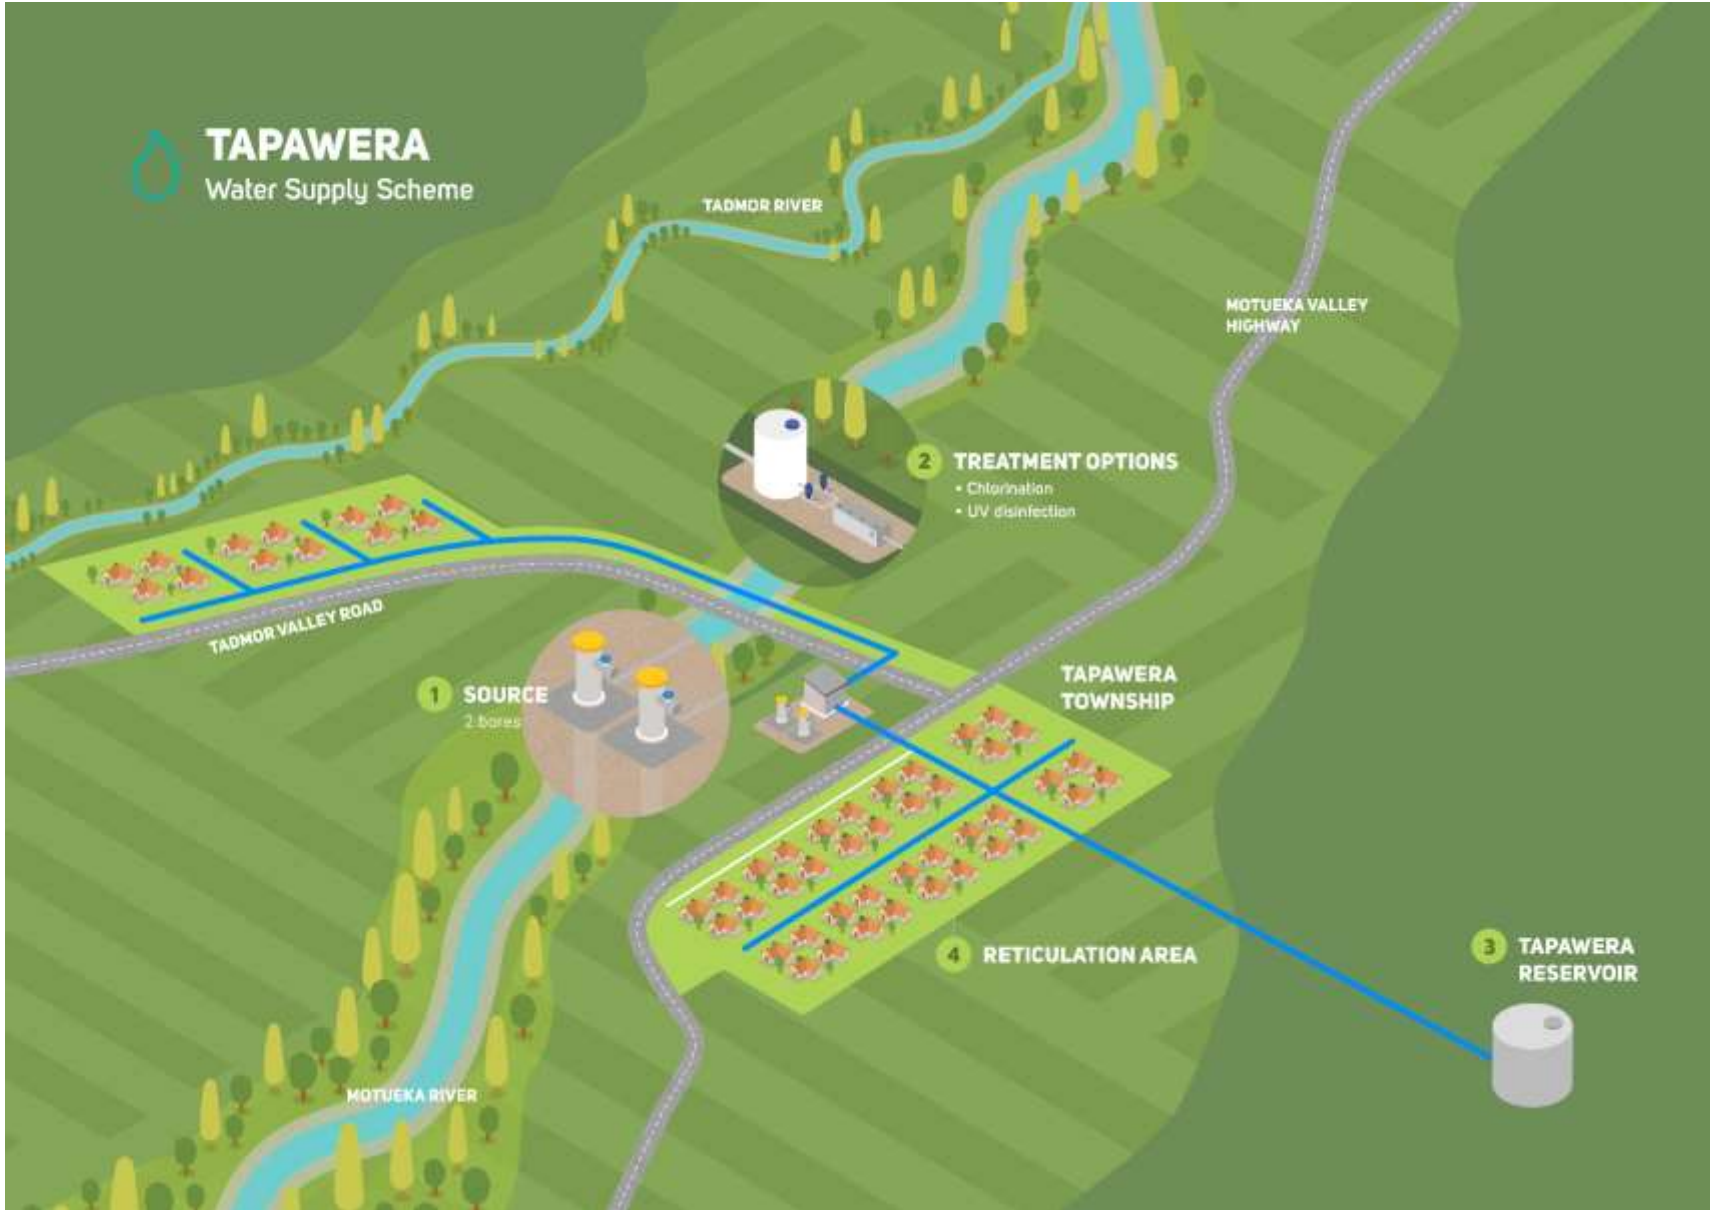 TAPAWERA
Water Supply Scheme
TADMOR RIVER
MOTUEKA VALLEY
HIGHWAY
2 TREATMENT OPTIONS
• Chlorination
• UV disinfection
TADMOR VALLEY ROAD
1 SOURCE
2 bores
TAPAWERA
TOWNSHIP
4 RETICULATION AREA
3 TAPAWERA
RESERVOIR
MOTUEKA RIVER